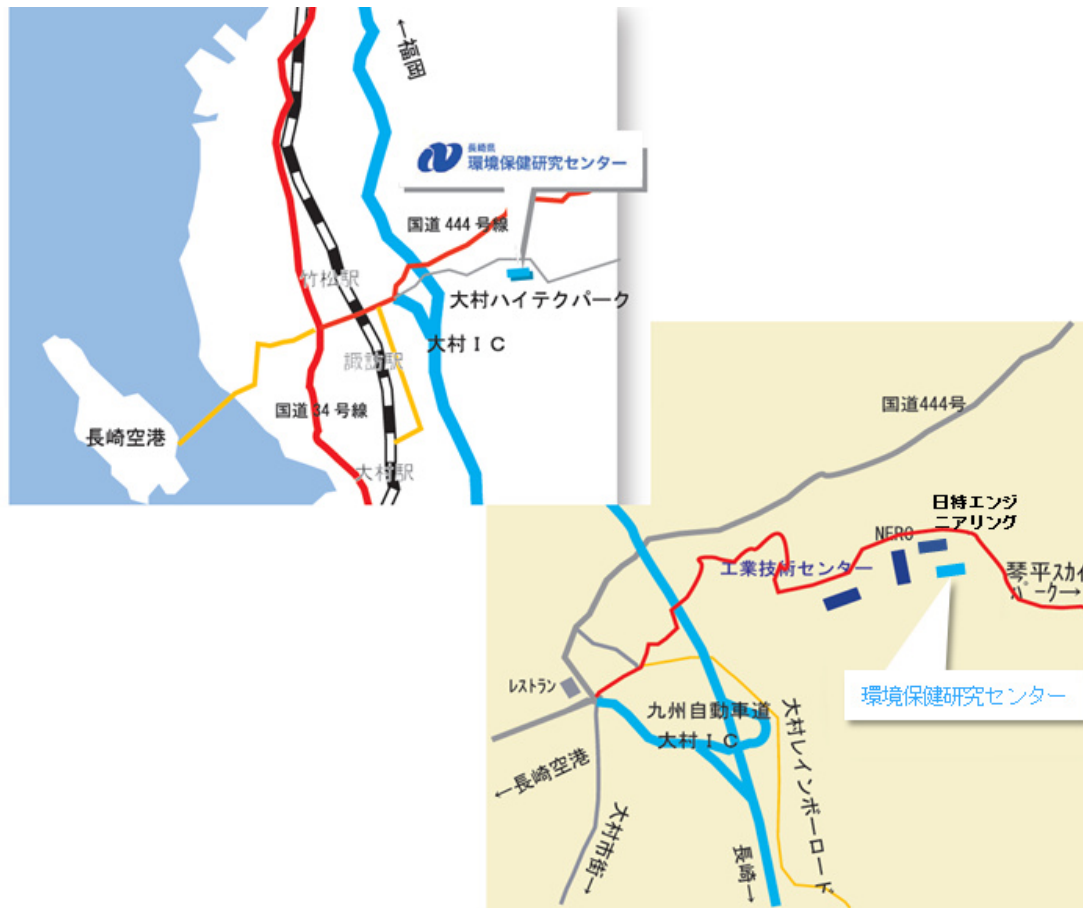 ←福岡
長崎県
環境保健研究センター
国道 444 号線
竹松駅
大村ハイテクパーク
大村ＩＣ
諏訪駅
国道 34 号線
長崎空港
大村駅
国道444号
日特エンジ
ニアリング
NERO
工業技術センター
琴平スカイ
パーク→
レストラン
環境保健研究センター
九州自動車道
大村ＩＣ
←長崎空港
大村市街→
長崎→
大村レインボーロード